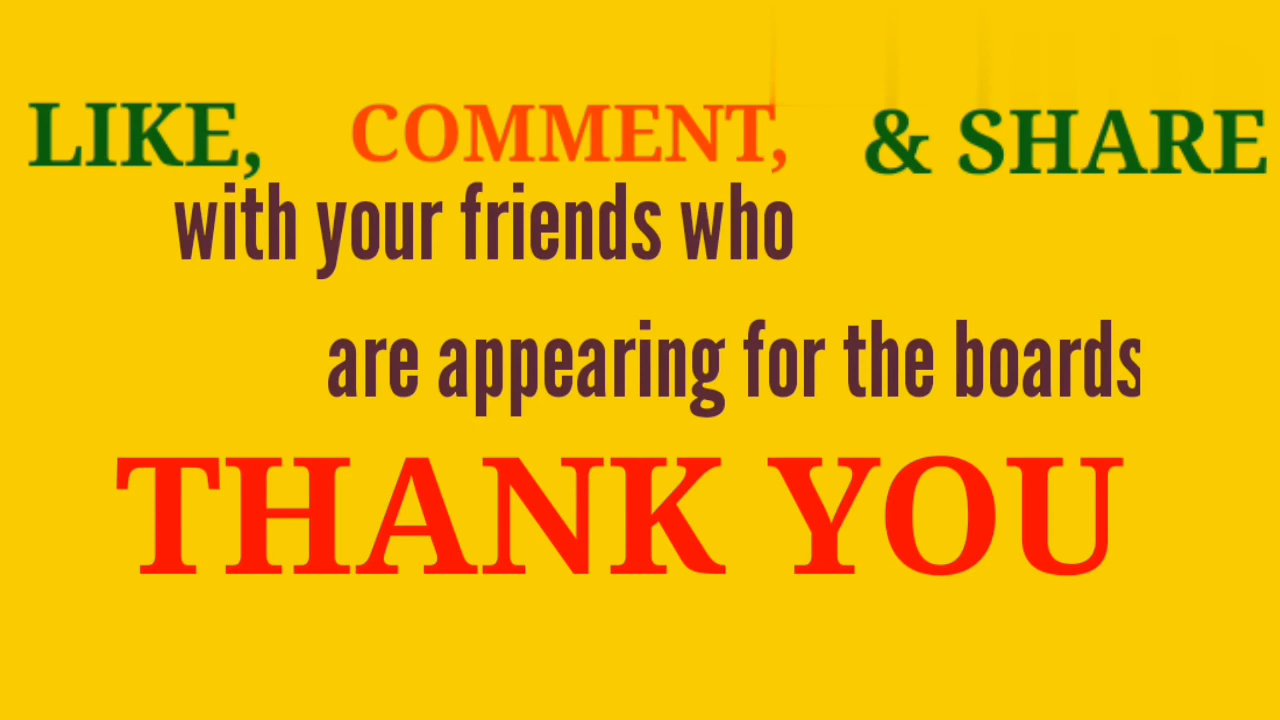 LIKE, COMMENT, & SHARE
with your friends who
are appearing for the boards
THANK YOU